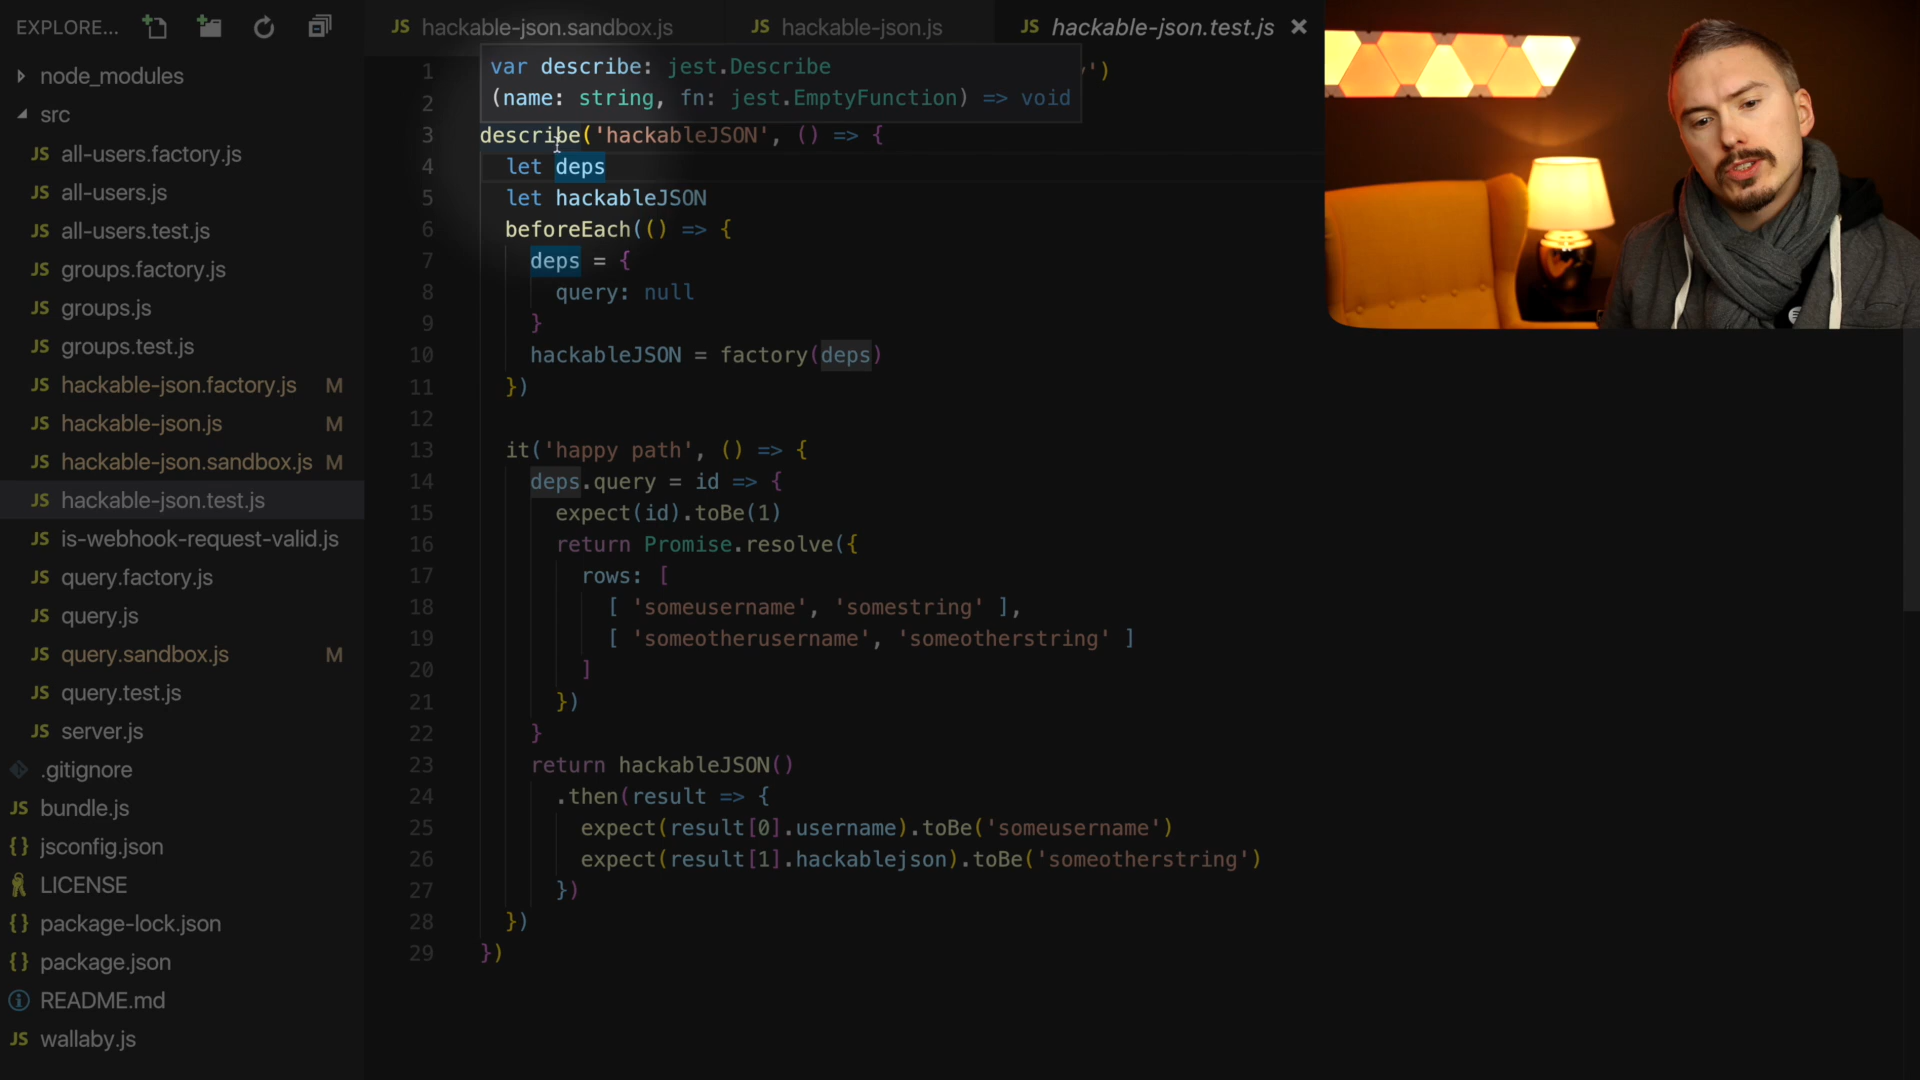 EXPLORE...
JS hackable-json.sandbox.js
JS hackable-json.js
JS hackable-json.test.js
node_modules
src
JS all-users.factory.js
JS all-users.js
JS all-users.test.js
JS groups.factory.js
JS groups.js
JS groups.test.js
JS hackable-json.factory.js M
JS hackable-json.js M
JS hackable-json.sandbox.js M
JS hackable-json.test.js
JS is-webhook-request-valid.js
JS query.factory.js
JS query.js
JS query.sandbox.js M
JS query.test.js
JS server.js
.gitignore
JS bundle.js
{} jsconfig.json
LICENSE
{} package-lock.json
{} package.json
README.md
JS wallaby.js
var describe: jest.Describe
(name: string, fn: jest.EmptyFunction) => void
1 ')
2
3 describe('hackableJSON', () => {
4 let deps
5 let hackableJSON
6 beforeEach(() => {
7 deps = {
8 query: null
9 }
10 hackableJSON = factory(deps)
11 })
12
13 it('happy path', () => {
14 deps.query = id => {
15 expect(id).toBe(1)
16 return Promise.resolve({
17 rows: [
18 [ 'someusername', 'somestring' ],
19 [ 'someotherusername', 'someotherstring' ]
20 ]
21 })
22 }
23 return hackableJSON()
24 .then(result => {
25 expect(result[0].username).toBe('someusername')
26 expect(result[1].hackablejson).toBe('someotherstring')
27 })
28 })
29 })